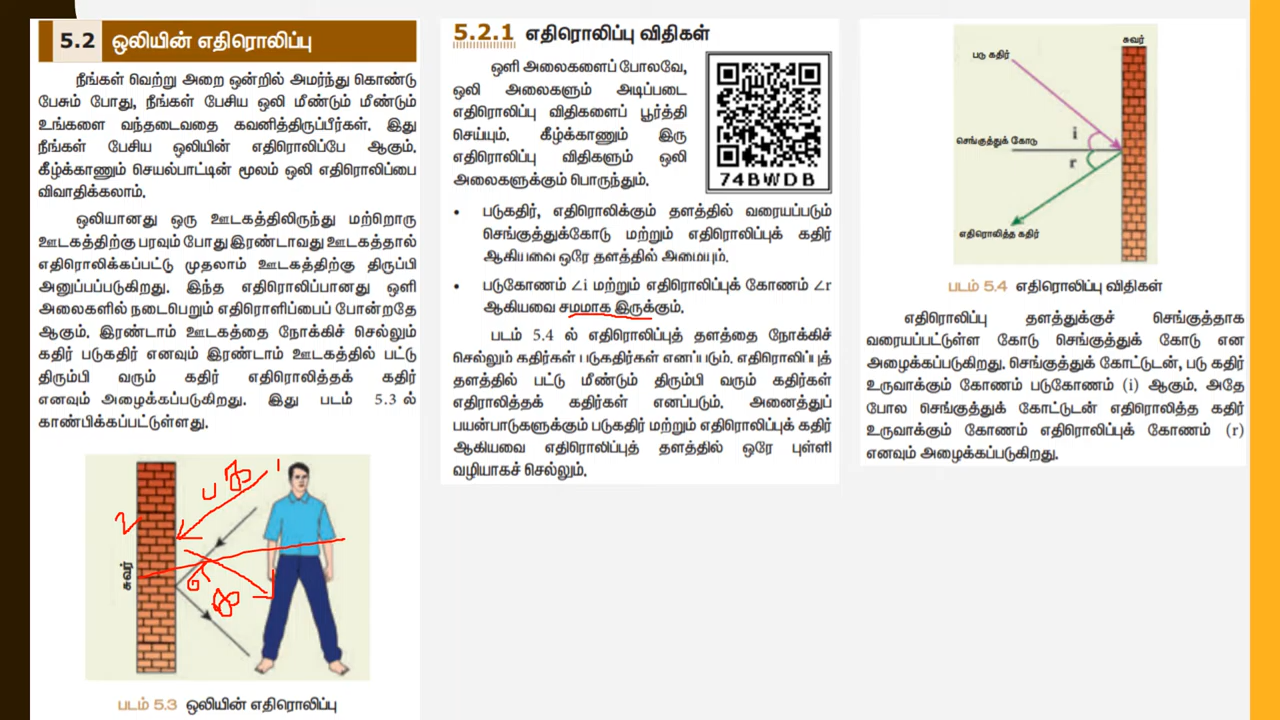 5.2 ஒலியின் எதிரொலிப்பு
நீங்கள் வெற்று அறை ஒன்றில் அமர்ந்து கொண்டு
பேசும் போது, நீங்கள் பேசிய ஒலி மீண்டும் மீண்டும்
உங்களை வந்தடைவதை கவனித்திருப்பீர்கள். இது
நீங்கள் பேசிய ஒலியின் எதிரொலிப்பே ஆகும்.
கீழ்க்காணும் செயல்பாட்டின் மூலம் ஒலி எதிரொலிப்பை
விவாதிக்கலாம்.
ஒலியானது ஒரு ஊடகத்திலிருந்து மற்றொரு
ஊடகத்திற்கு பரவும் போது இரண்டாவது ஊடகத்தால்
எதிரொலிக்கப்பட்டு முதலாம் ஊடகத்திற்கு திருப்பி
அனுப்பப்படுகிறது. இந்த எதிரொலிப்பானது ஒளி
அலைகளில் நடைபெறும் எதிரொளிப்பைப் போன்றதே
ஆகும். இரண்டாம் ஊடகத்தை நோக்கிச் செல்லும்
கதிர் படுகதிர் எனவும் இரண்டாம் ஊடகத்தில் பட்டு
திரும்பி வரும் கதிர் எதிரொலித்தக் கதிர்
எனவும் அழைக்கப்படுகிறது. இது படம் 5.3 ல்
காண்பிக்கப்பட்டுள்ளது.
ப க 1
2
சுவர்
எ
க
படம் 5.3 ஒலியின் எதிரொலிப்பு
5.2.1 எதிரொலிப்பு விதிகள்
ஒளி அலைகளைப் போலவே,
ஒலி அலைகளும் அடிப்படை
எதிரொலிப்பு விதிகளைப் பூர்த்தி
செய்யும். கீழ்க்காணும் இரு
எதிரொலிப்பு விதிகளும் ஒலி
அலைகளுக்கும் பொருந்தும்.
74BWDB
• படுகதிர், எதிரொலிக்கும் தளத்தில் வரையப்படும்
செங்குத்துக்கோடு மற்றும் எதிரொலிப்புக் கதிர்
ஆகியவை ஒரே தளத்தில் அமையும்.
• படுகோணம் ∠i மற்றும் எதிரொலிப்புக் கோணம் ∠r
ஆகியவை சமமாக இருக்கும்.
படம் 5.4 ல் எதிரொலிப்புத் தளத்தை நோக்கிச்
செல்லும் கதிர்கள் படுகதிர்கள் எனப்படும். எதிரொலிப்புத்
தளத்தில் பட்டு மீண்டும் திரும்பி வரும் கதிர்கள்
எதிராலித்தக் கதிர்கள் எனப்படும். அனைத்துப்
பயன்பாடுகளுக்கும் படுகதிர் மற்றும் எதிரொலிப்புக் கதிர்
ஆகியவை எதிரொலிப்புத் தளத்தில் ஒரே புள்ளி
வழியாகச் செல்லும்.
சுவர்
படு கதிர்
i
செங்குத்துக் கோடு
r
எதிரொலித்த கதிர்
படம் 5.4 எதிரொலிப்பு விதிகள்
எதிரொலிப்பு தளத்துக்குச் செங்குத்தாக
வரையப்பட்டுள்ள கோடு செங்குத்துக் கோடு என
அழைக்கப்படுகிறது. செங்குத்துக் கோட்டுடன், படு கதிர்
உருவாக்கும் கோணம் படுகோணம் (i) ஆகும். அதே
போல செங்குத்துக் கோட்டுடன் எதிரொலித்த கதிர்
உருவாக்கும் கோணம் எதிரொலிப்புக் கோணம் (r)
எனவும் அழைக்கப்படுகிறது.